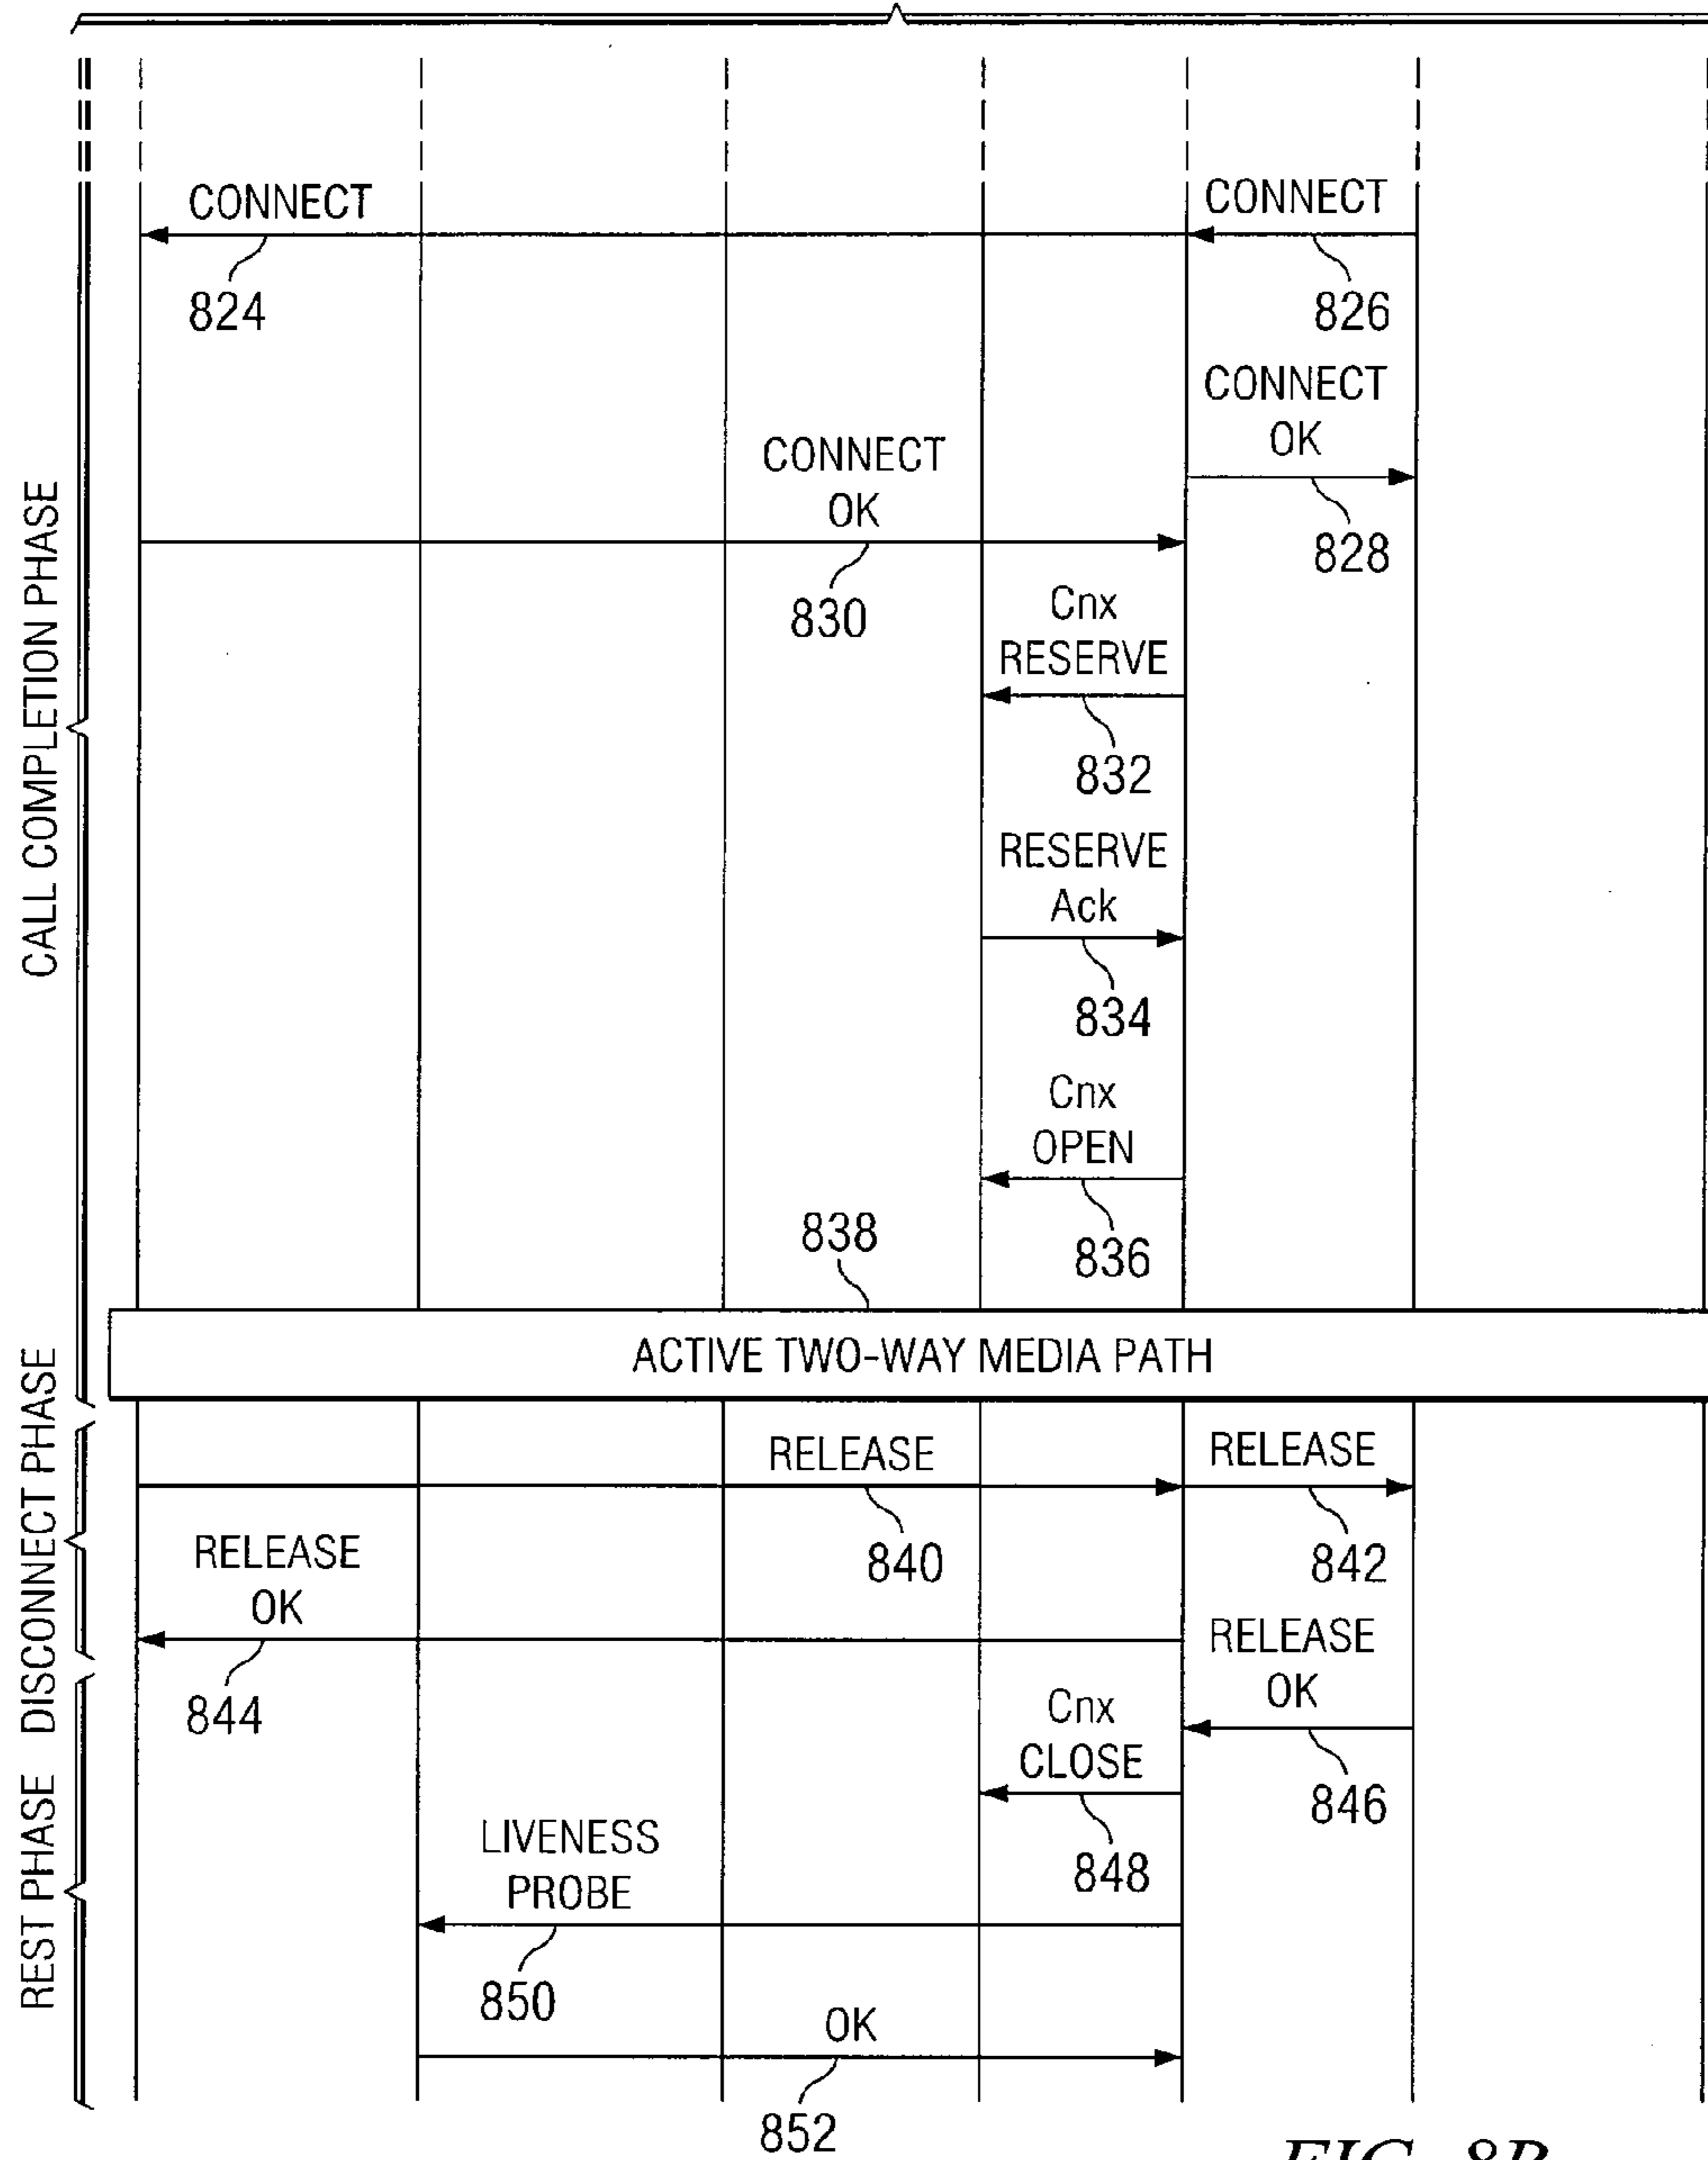 CONNECT
CONNECT
824
826
CONNECT
OK
828
CONNECT
OK
830
Cnx
RESERVE
832
RESERVE
Ack
834
Cnx
OPEN
836
838
CALL COMPLETION PHASE
ACTIVE TWO-WAY MEDIA PATH
RELEASE
RELEASE
840
842
RELEASE
OK
844
DISCONNECT PHASE
RELEASE
OK
846
Cnx
CLOSE
848
LIVENESS
PROBE
850
OK
852
REST PHASE
FIG. 8B